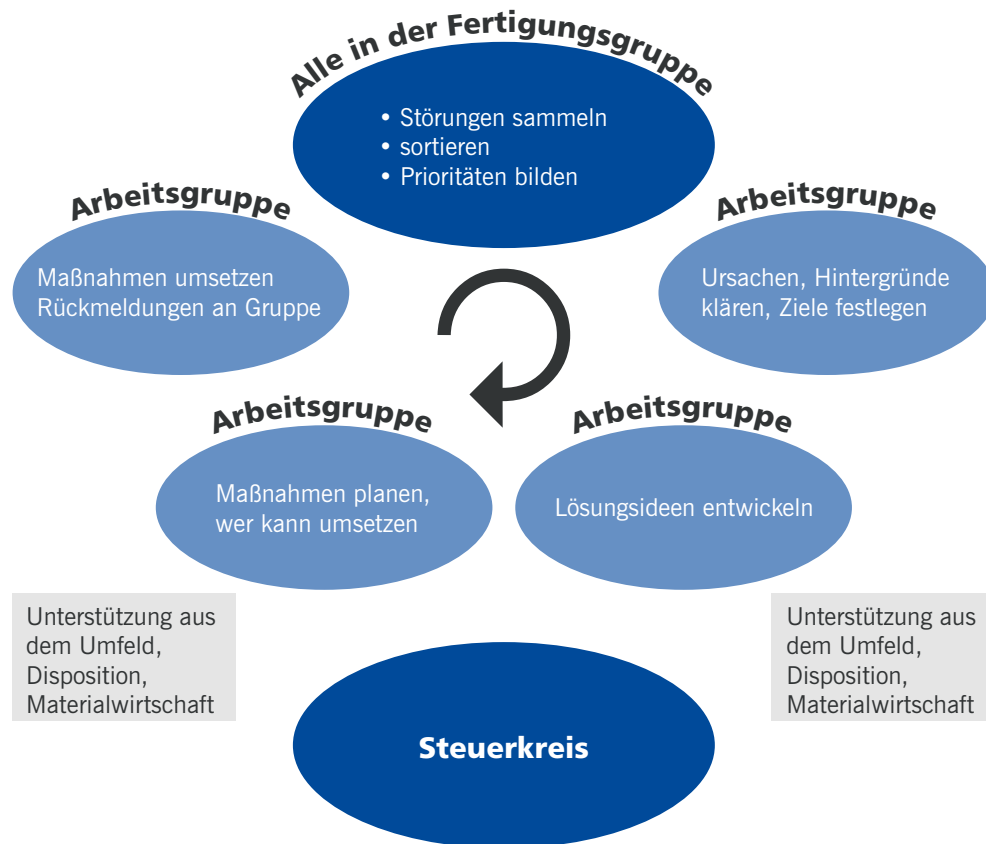 Alle in der Fertigungsgruppe
• Störungen sammeln
• sortieren
• Prioritäten bilden
Arbeitsgruppe
Maßnahmen umsetzen
Rückmeldungen an Gruppe
Arbeitsgruppe
Ursachen, Hintergründe
klären, Ziele festlegen
Arbeitsgruppe
Maßnahmen planen,
wer kann umsetzen
Arbeitsgruppe
Lösungsideen entwickeln
Unterstützung aus
dem Umfeld,
Disposition,
Materialwirtschaft
Unterstützung aus
dem Umfeld,
Disposition,
Materialwirtschaft
Steuerkreis